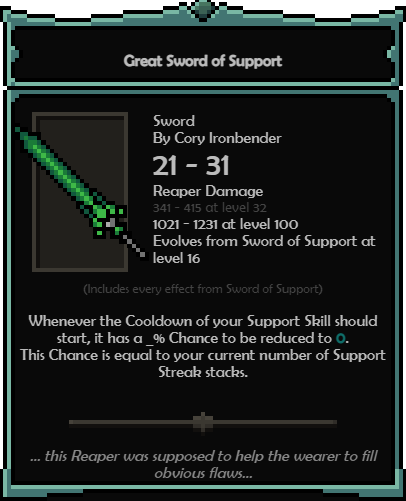 Great Sword of Support
Sword
By Cory Ironbender
21 - 31
Reaper Damage
341 - 415 at level 32
1021 - 1231 at level 100
Evolves from Sword of Support at
level 16
(Includes every effect from Sword of Support)
Whenever the Cooldown of your Support Skill should
start, it has a _% Chance to be reduced to 0.
This Chance is equal to your current number of Support
Streak stacks.
... this Reaper was supposed to help the wearer to fill
obvious flaws...